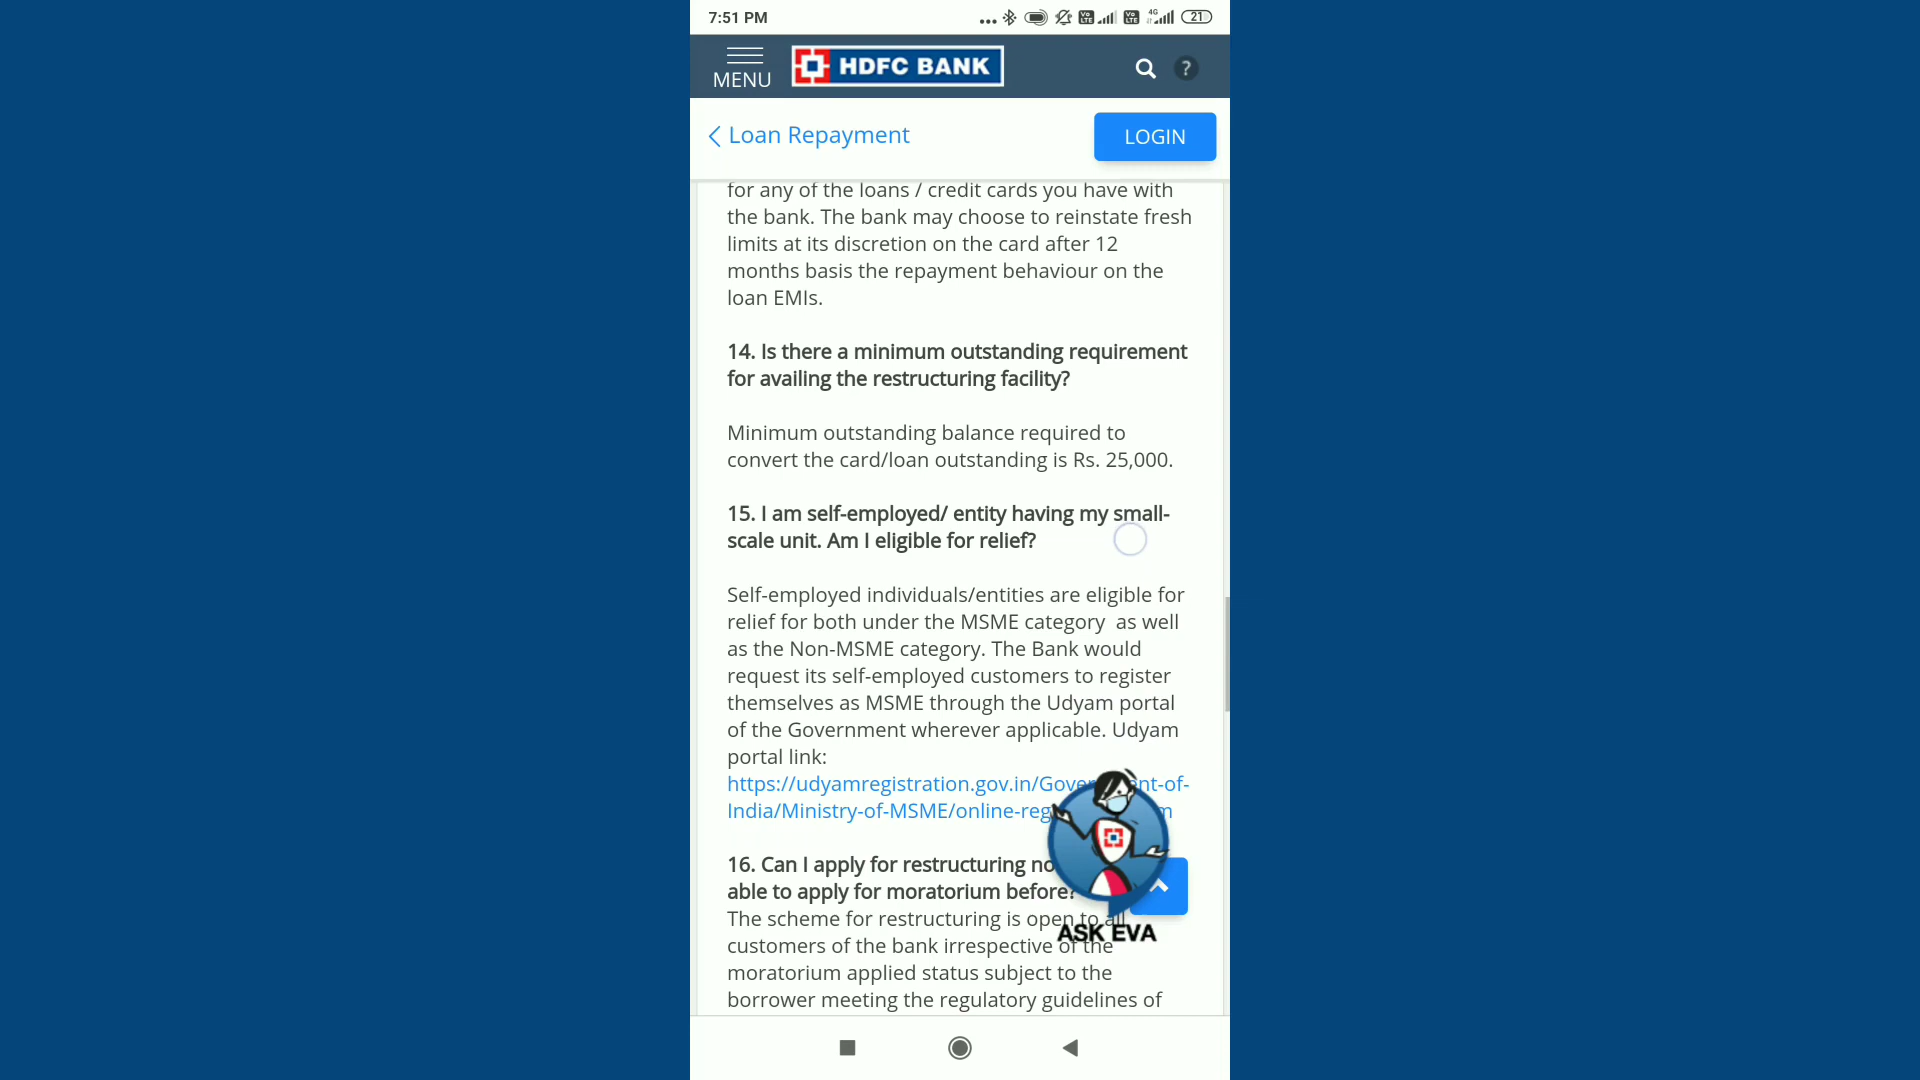 7:51 PM
Vo LTE
Vo LTE
4G
21
MENU
HDFC BANK
?
Loan Repayment
LOGIN
for any of the loans / credit cards you have with
the bank. The bank may choose to reinstate fresh
limits at its discretion on the card after 12
months basis the repayment behaviour on the
loan EMIs.
14. Is there a minimum outstanding requirement
for availing the restructuring facility?
Minimum outstanding balance required to
convert the card/loan outstanding is Rs. 25,000.
15. I am self-employed/ entity having my small-
scale unit. Am I eligible for relief?
Self-employed individuals/entities are eligible for
relief for both under the MSME category as well
as the Non-MSME category. The Bank would
request its self-employed customers to register
themselves as MSME through the Udyam portal
of the Government wherever applicable. Udyam
portal link:
https://udyamregistration.gov.in/Gove nt-of-
India/Ministry-of-MSME/online-reg m
16. Can I apply for restructuring no
able to apply for moratorium before?
The scheme for restructuring is open to all
customers of the bank irrespective of the
moratorium applied status subject to the
borrower meeting the regulatory guidelines of
ASK EVA